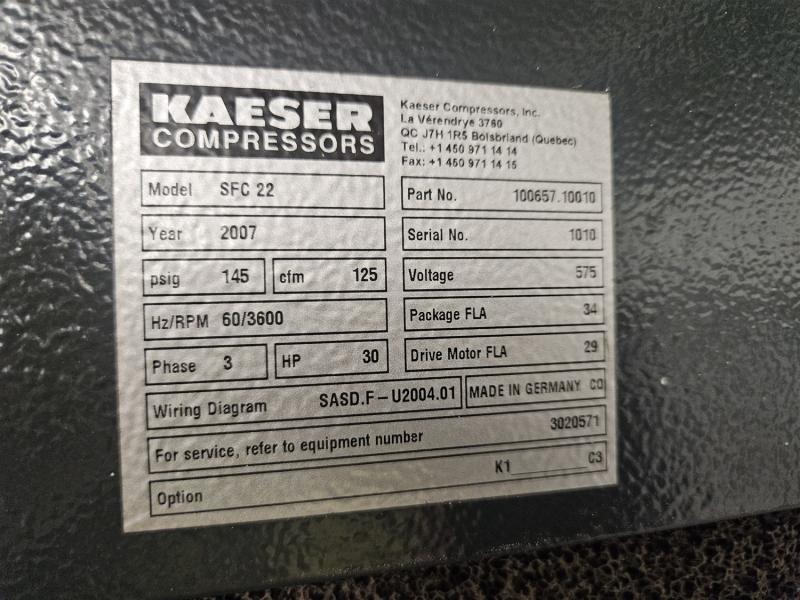 KAESER
COMPRESSORS
Kaeser Compressors, Inc.
La Vérendrye 3760
QC J7H 1R5 Boisbriand (Quebec)
Tel.: +1 450 971 14 14
Fax: +1 450 971 14 15
Model SFC 22
Part No. 100657.10010
Year 2007
Serial No. 1010
psig 145 cfm 125
Voltage 575
Hz/RPM 60/3600
Package FLA 34
Phase 3 HP 30
Drive Motor FLA 29
Wiring Diagram SASD.F-U2004.01 MADE IN GERMANY CO
For service, refer to equipment number 3020571
Option K1________C3